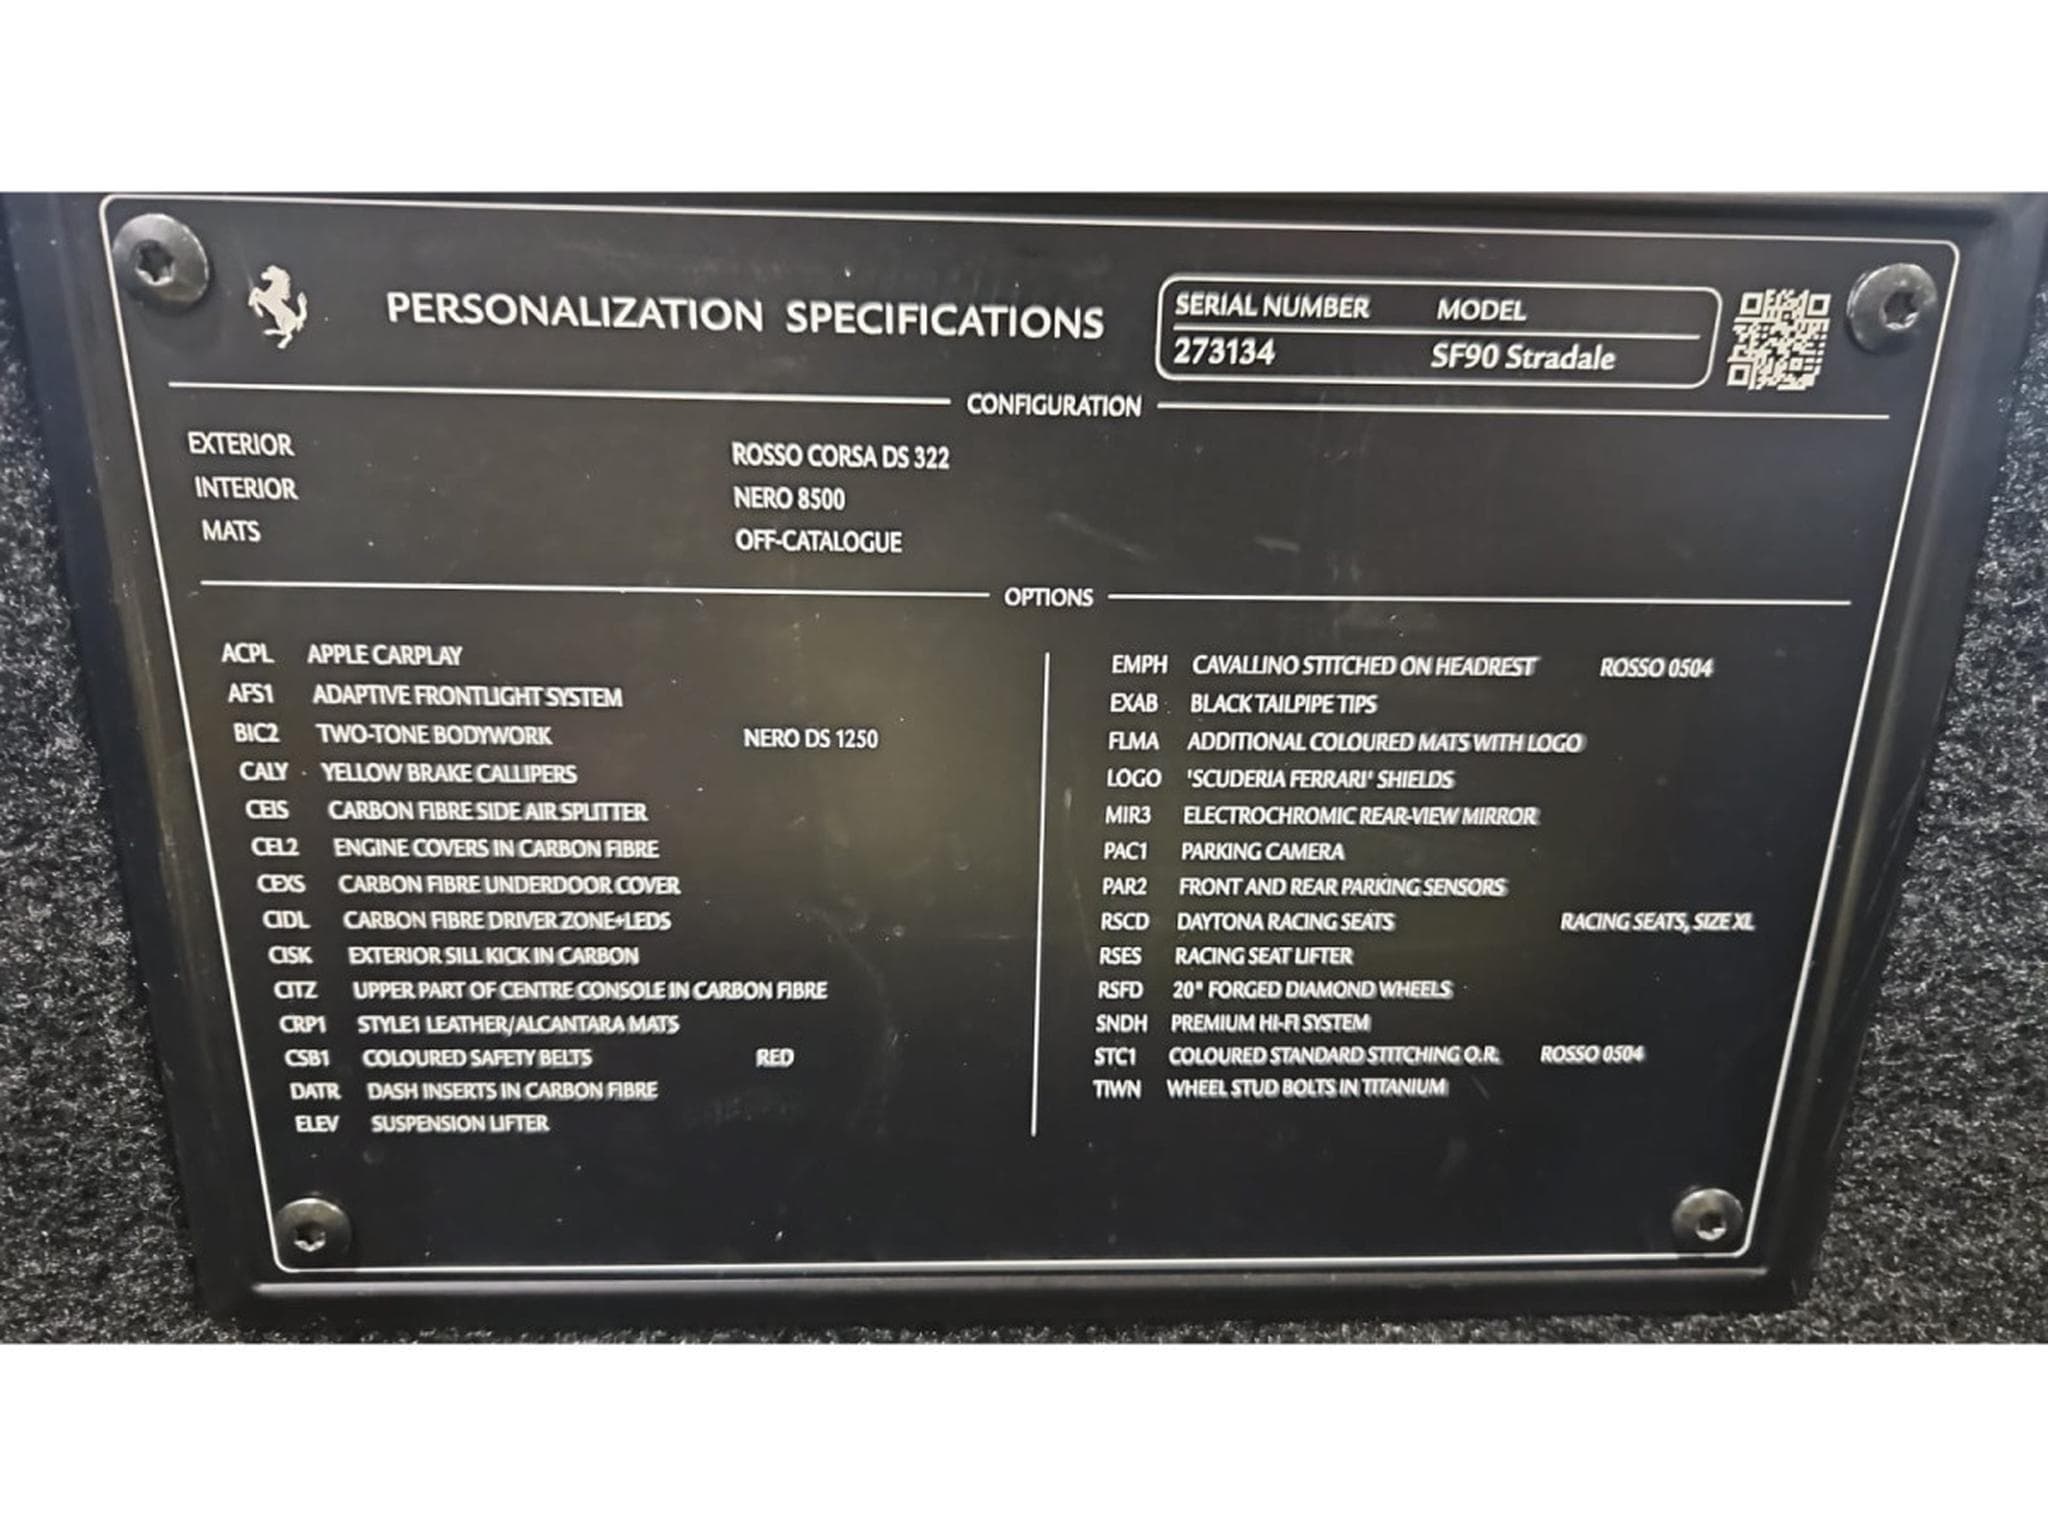 PERSONALIZATION SPECIFICATIONS
SERIAL NUMBER MODEL
273134 SF90 Stradale
CONFIGURATION
EXTERIOR ROSSO CORSA DS 322
INTERIOR NERO 8500
MATS OFF-CATALOGUE
OPTIONS
ACPL APPLE CARPLAY
AFS1 ADAPTIVE FRONTLIGHT SYSTEM
BIC2 TWO-TONE BODYWORK NERO DS 1250
CALY YELLOW BRAKE CALLIPERS
CEIS CARBON FIBRE SIDE AIR SPLITTER
CEL2 ENGINE COVERS IN CARBON FIBRE
CEXS CARBON FIBRE UNDERDOOR COVER
CIDL CARBON FIBRE DRIVER ZONE+LEDS
CISK EXTERIOR SILL KICK IN CARBON
CITZ UPPER PART OF CENTRE CONSOLE IN CARBON FIBRE
CRP1 STYLE1 LEATHER/ALCANTARA MATS
CSB1 COLOURED SAFETY BELTS RED
DATR DASH INSERTS IN CARBON FIBRE
ELEV SUSPENSION LIFTER
EMPH CAVALLINO STITCHED ON HEADREST ROSSO 0504
EXAB BLACK TAILPIPE TIPS
FLMA ADDITIONAL COLOURED MATS WITH LOGO
LOGO 'SCUDERIA FERRARI' SHIELDS
MIR3 ELECTROCHROMIC REAR-VIEW MIRROR
PAC1 PARKING CAMERA
PAR2 FRONT AND REAR PARKING SENSORS
RSCD DAYTONA RACING SEATS RACING SEATS, SIZE XL
RSES RACING SEAT LIFTER
RSFD 20" FORGED DIAMOND WHEELS
SNDH PREMIUM HI-FI SYSTEM
STC1 COLOURED STANDARD STITCHING O.R. ROSSO 0504
TIWN WHEEL STUD BOLTS IN TITANIUM